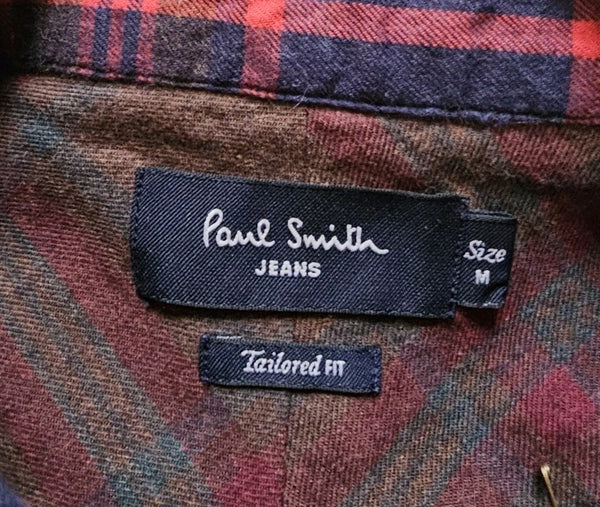 Paul Smith
JEANS
Size
M
Tailored FIT